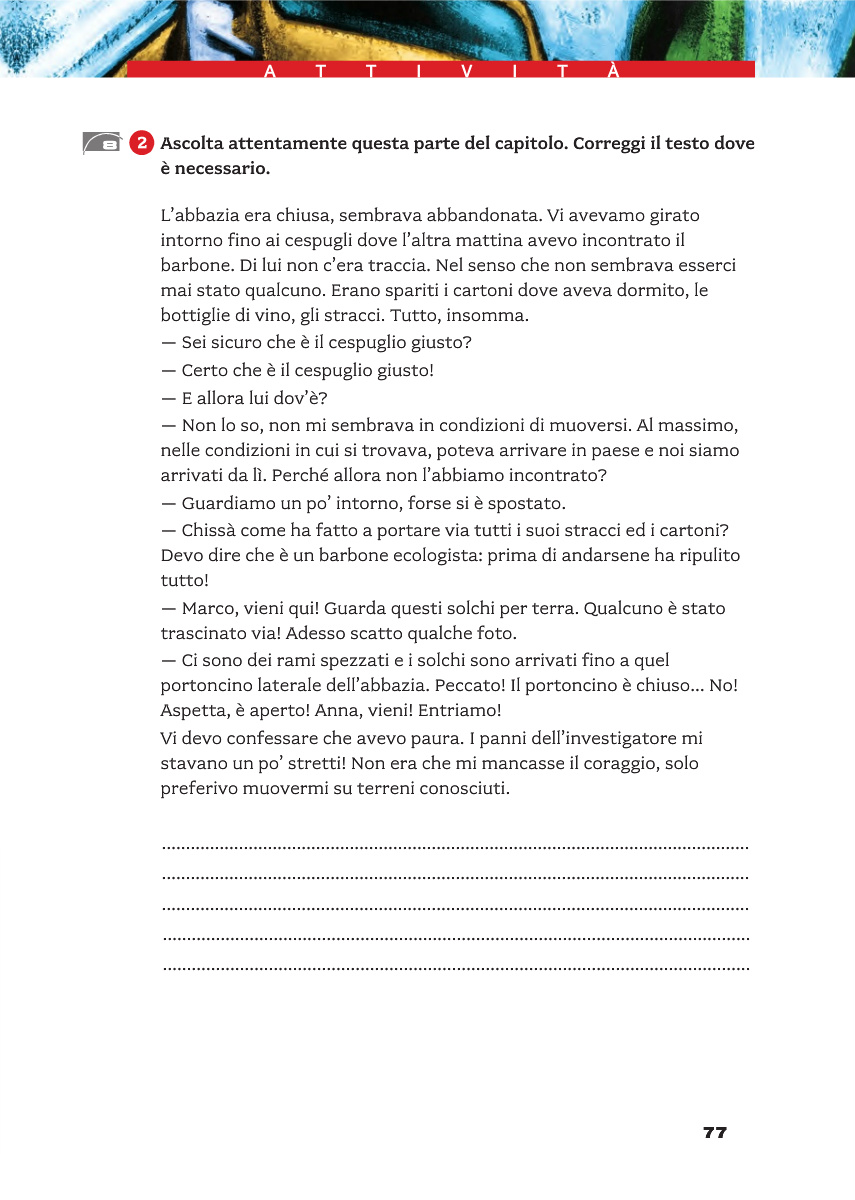 ATTIVITÀ
8 2 Ascolta attentamente questa parte del capitolo. Correggi il testo dove
è necessario.
L’abbazia era chiusa, sembrava abbandonata. Vi avevamo girato
intorno fino ai cespugli dove l’altra mattina avevo incontrato il
barbone. Di lui non c’era traccia. Nel senso che non sembrava esserci
mai stato qualcuno. Erano spariti i cartoni dove aveva dormito, le
bottiglie di vino, gli stracci. Tutto, insomma.
— Sei sicuro che è il cespuglio giusto?
— Certo che è il cespuglio giusto!
— E allora lui dov’è?
— Non lo so, non mi sembrava in condizioni di muoversi. Al massimo,
nelle condizioni in cui si trovava, poteva arrivare in paese e noi siamo
arrivati da lì. Perché allora non l’abbiamo incontrato?
— Guardiamo un po’ intorno, forse si è spostato.
— Chissà come ha fatto a portare via tutti i suoi stracci ed i cartoni?
Devo dire che è un barbone ecologista: prima di andarsene ha ripulito
tutto!
— Marco, vieni qui! Guarda questi solchi per terra. Qualcuno è stato
trascinato via! Adesso scatto qualche foto.
— Ci sono dei rami spezzati e i solchi sono arrivati fino a quel
portoncino laterale dell’abbazia. Peccato! Il portoncino è chiuso... No!
Aspetta, è aperto! Anna, vieni! Entriamo!
Vi devo confessare che avevo paura. I panni dell’investigatore mi
stavano un po’ stretti! Non era che mi mancasse il coraggio, solo
preferivo muovermi su terreni conosciuti.
77